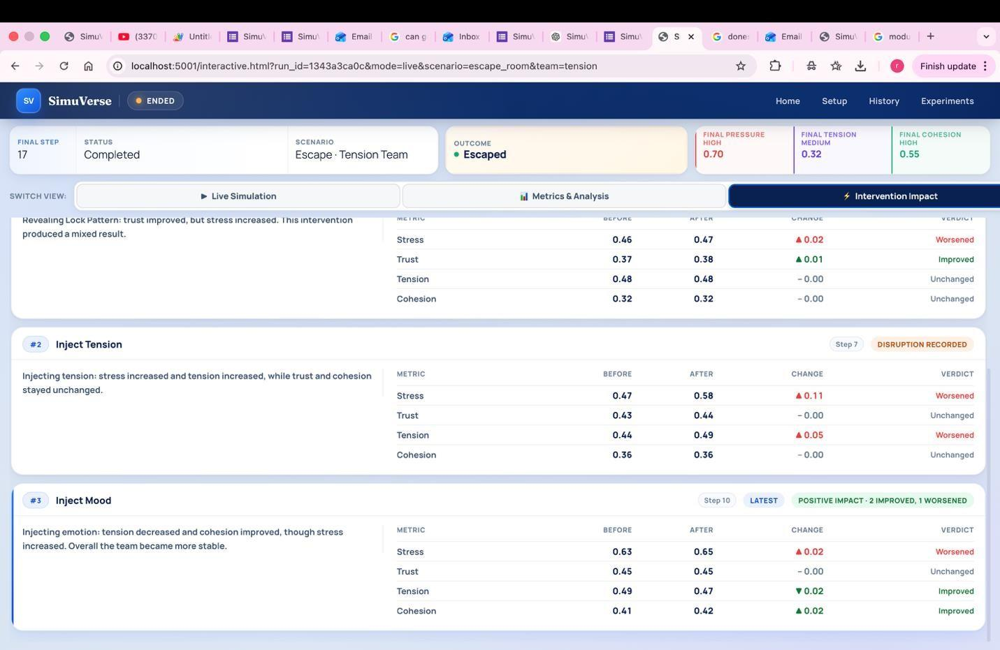 SimuV
(3370
Untitl
SimuV
SimuV
Email
can g
Inbox
SimuV
SimuV
SimuV
S
done
Email
SimuV
modu
localhost:5001/interactive.html?run_id=1343a3ca0c&mode=live&scenario=escape_room&team=tension
r
Finish update
SV
SimuVerse
ENDED
Home
Setup
History
Experiments
FINAL STEP
17
STATUS
Completed
SCENARIO
Escape · Tension Team
OUTCOME
Escaped
FINAL PRESSURE
HIGH
0.70
FINAL TENSION
MEDIUM
0.32
FINAL COHESION
HIGH
0.55
SWITCH VIEW:
Live Simulation
Metrics & Analysis
Intervention Impact
Revealing Lock Pattern: trust improved, but stress increased. This intervention
produced a mixed result.
METRIC BEFORE AFTER CHANGE VERDICT
Stress 0.46 0.47 ▲ 0.02 Worsened
Trust 0.37 0.38 ▲ 0.01 Improved
Tension 0.48 0.48 – 0.00 Unchanged
Cohesion 0.32 0.32 – 0.00 Unchanged
#2 Inject Tension Step 7 DISRUPTION RECORDED
Injecting tension: stress increased and tension increased, while trust and cohesion
stayed unchanged.
METRIC BEFORE AFTER CHANGE VERDICT
Stress 0.47 0.58 ▲ 0.11 Worsened
Trust 0.43 0.44 – 0.00 Unchanged
Tension 0.44 0.49 ▲ 0.05 Worsened
Cohesion 0.36 0.36 – 0.00 Unchanged
#3 Inject Mood Step 10 LATEST POSITIVE IMPACT · 2 IMPROVED, 1 WORSENED
Injecting emotion: tension decreased and cohesion improved, though stress
increased. Overall the team became more stable.
METRIC BEFORE AFTER CHANGE VERDICT
Stress 0.63 0.65 ▲ 0.02 Worsened
Trust 0.45 0.45 – 0.00 Unchanged
Tension 0.49 0.47 ▼ 0.02 Improved
Cohesion 0.41 0.42 ▲ 0.02 Improved